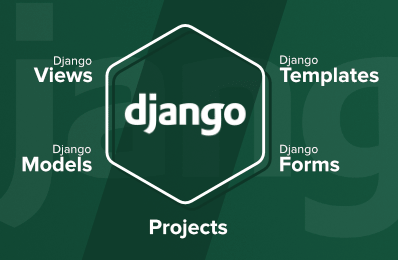 Django
Views
Django
Templates
django
Django
Models
Django
Forms
Projects